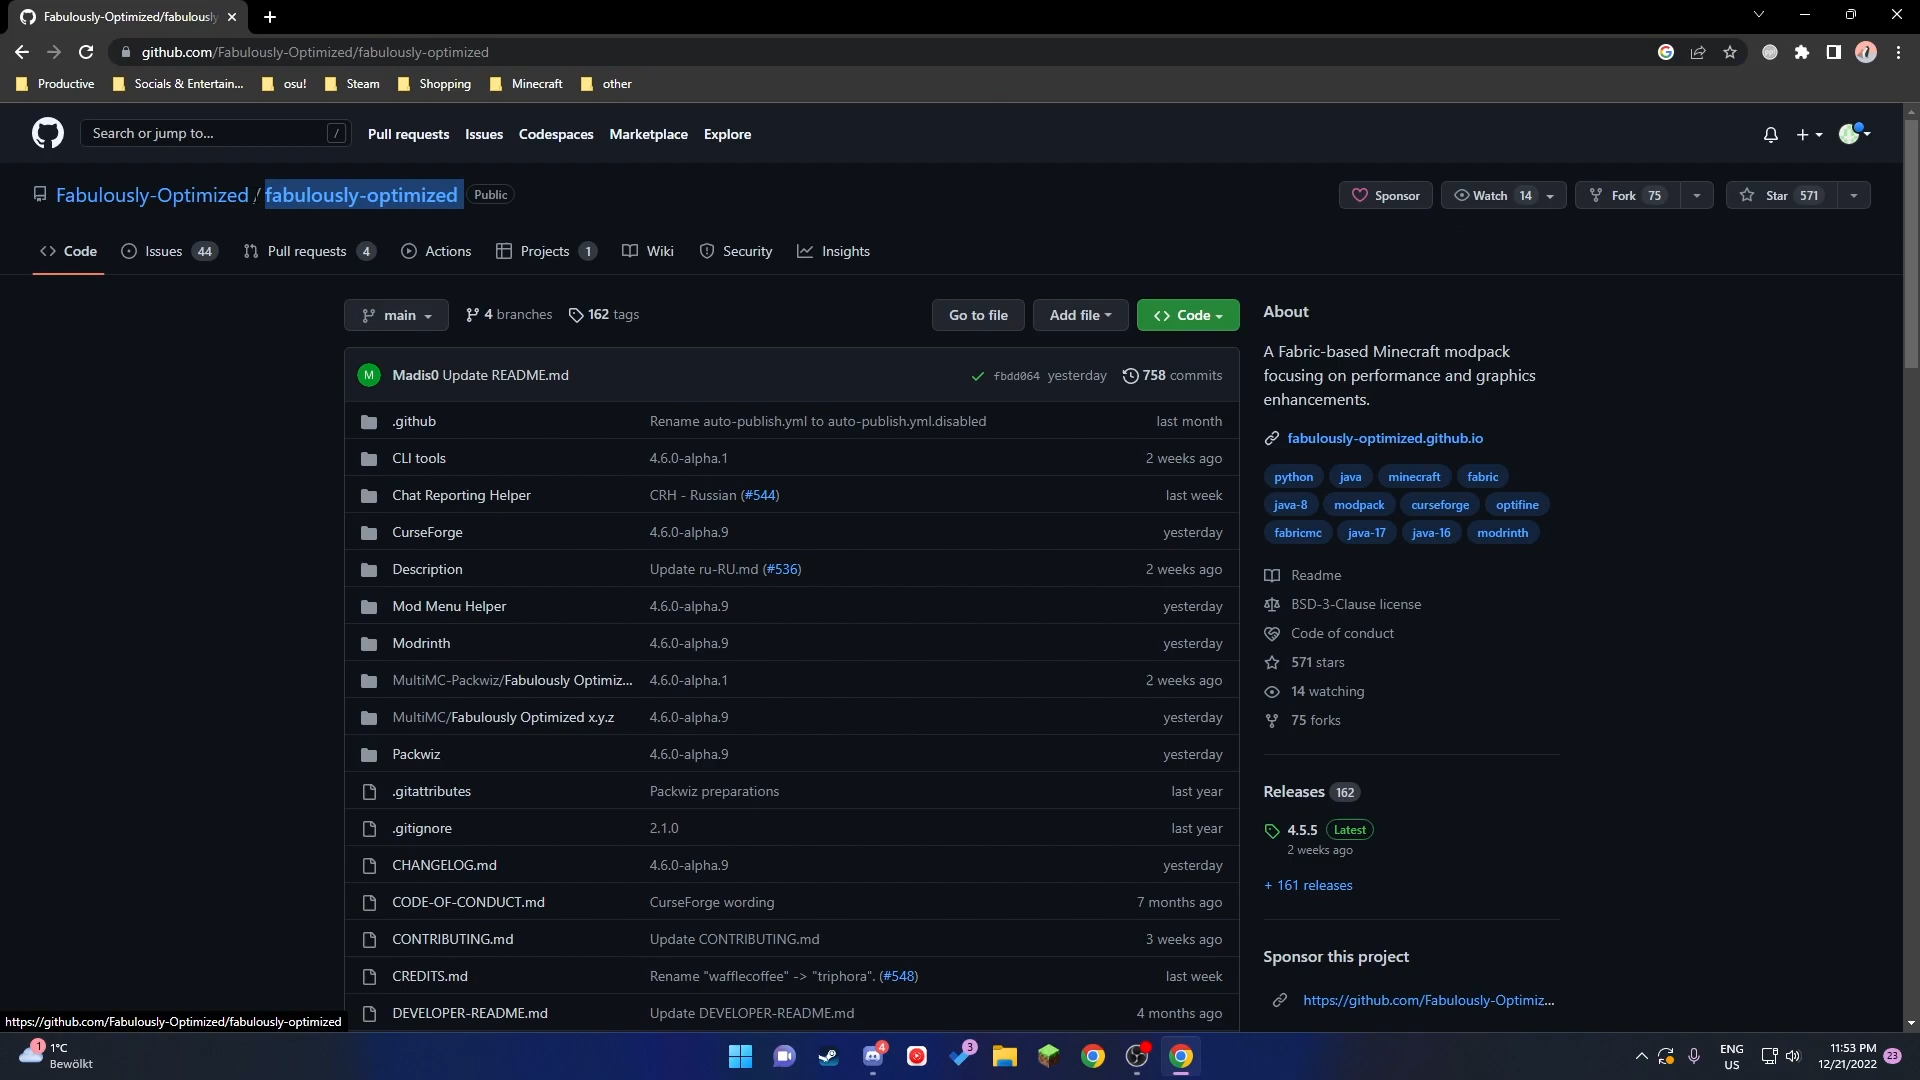 Fabulously-Optimized/fabulously
github.com/Fabulously-Optimized/fabulously-optimized
Productive
Socials & Entertain...
osu!
Steam
Shopping
Minecraft
other
Search or jump to...
/
Pull requests
Issues
Codespaces
Marketplace
Explore
Fabulously-Optimized / fabulously-optimized
Public
Sponsor
Watch 14
Fork 75
Star 571
Code
Issues 44
Pull requests 4
Actions
Projects 1
Wiki
Security
Insights
main
4 branches
162 tags
Go to file
Add file
Code
M
Madis0 Update README.md
fbdd064 yesterday
758 commits
.github
Rename auto-publish.yml to auto-publish.yml.disabled
last month
CLI tools
4.6.0-alpha.1
2 weeks ago
Chat Reporting Helper
CRH - Russian (#544)
last week
CurseForge
4.6.0-alpha.9
yesterday
Description
Update ru-RU.md (#536)
2 weeks ago
Mod Menu Helper
4.6.0-alpha.9
yesterday
Modrinth
4.6.0-alpha.9
yesterday
MultiMC-Packwiz/Fabulously Optimiz...
4.6.0-alpha.1
2 weeks ago
MultiMC/Fabulously Optimized x.y.z
4.6.0-alpha.9
yesterday
Packwiz
4.6.0-alpha.9
yesterday
.gitattributes
Packwiz preparations
last year
.gitignore
2.1.0
last year
CHANGELOG.md
4.6.0-alpha.9
yesterday
CODE-OF-CONDUCT.md
CurseForge wording
7 months ago
CONTRIBUTING.md
Update CONTRIBUTING.md
3 weeks ago
CREDITS.md
Rename "wafflecoffee" -> "triphora". (#548)
last week
DEVELOPER-README.md
Update DEVELOPER-README.md
4 months ago
About
A Fabric-based Minecraft modpack
focusing on performance and graphics
enhancements.
fabulously-optimized.github.io
python java minecraft fabric
java-8 modpack curseforge optifine
fabricmc java-17 java-16 modrinth
Readme
BSD-3-Clause license
Code of conduct
571 stars
14 watching
75 forks
Releases 162
4.5.5 Latest
2 weeks ago
+ 161 releases
Sponsor this project
https://github.com/Fabulously-Optimiz...
https://github.com/Fabulously-Optimized/fabulously-optimized
1
1°C
Bewölkt
4
3
ENG
US
11:53 PM
12/21/2022
23